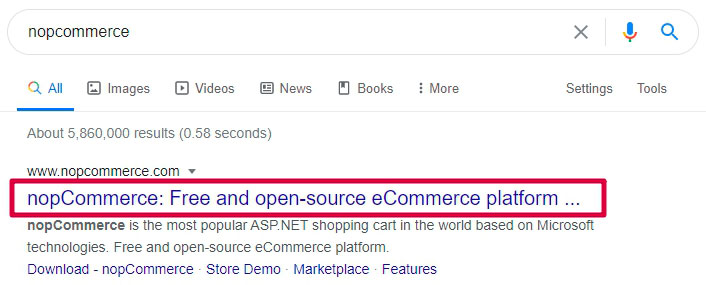 nopcommerce
All Images Videos News Books More Settings Tools
About 5,860,000 results (0.58 seconds)
www.nopcommerce.com
nopCommerce: Free and open-source eCommerce platform ...
nopCommerce is the most popular ASP.NET shopping cart in the world based on Microsoft
technologies. Free and open-source eCommerce platform.
Download - nopCommerce · Store Demo · Marketplace · Features